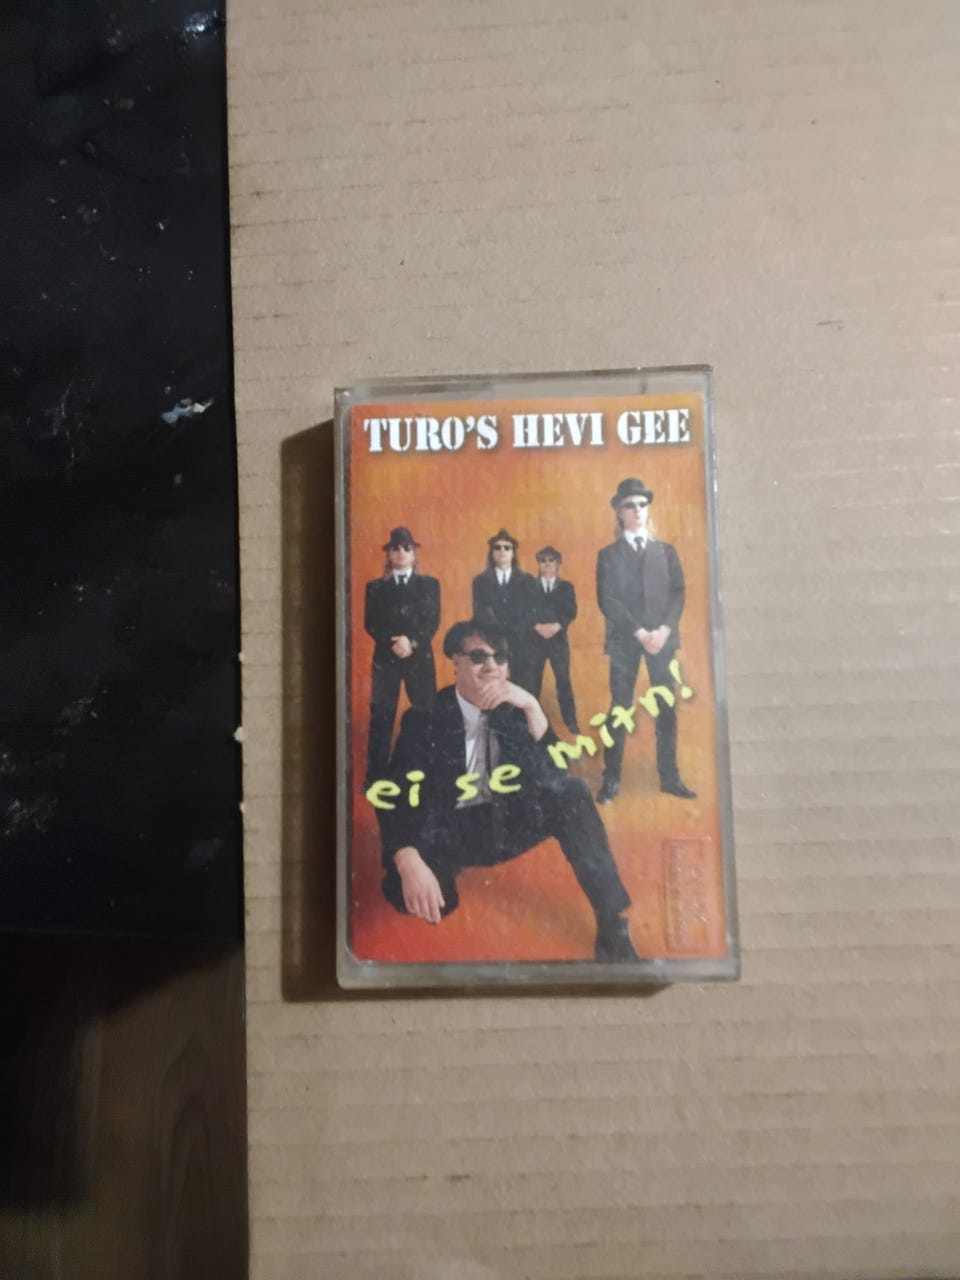 TURO'S HEVI GEE
ei se mitn!